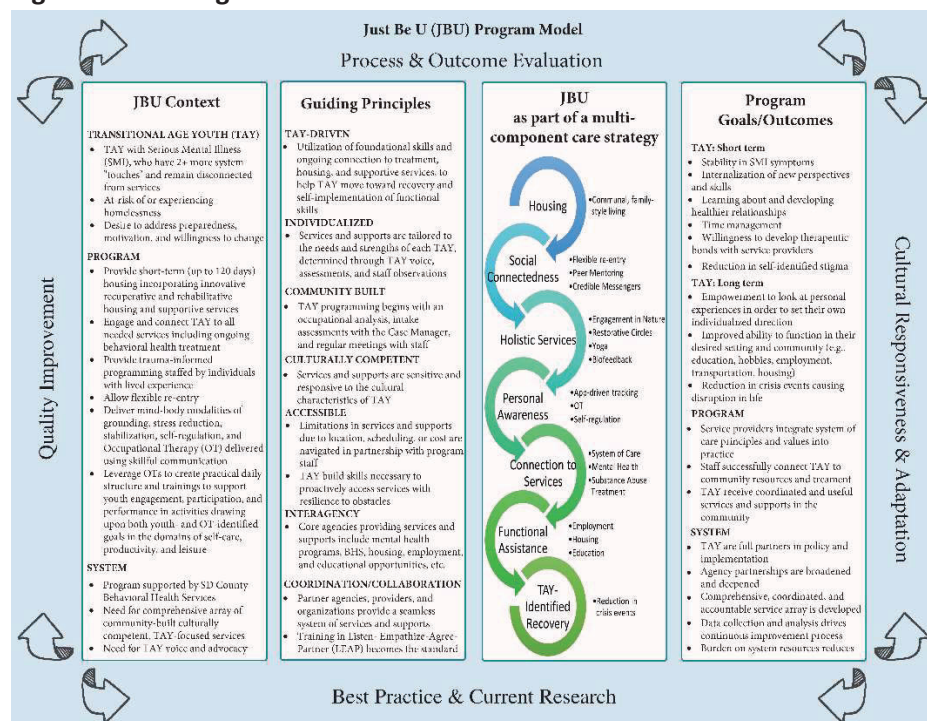 Just Be U (JBU) Program Model
Process & Outcome Evaluation
Quality Improvement
JBU Context
TRANSITIONAL AGE YOUTH (TAY)
• TAY with Serious Mental Illness
(SMI), who have 2+ more system
"touches" and remain disconnected
from services
• At-risk of or experiencing
homelessness
• Desire to address preparedness,
motivation, and willingness to change
PROGRAM
• Provide short-term (up to 120 days)
housing incorporating innovative
recuperative and rehabilitative
housing and supportive services
• Engage and connect TAY to all
needed services including ongoing
behavioral health treatment
• Provide trauma-informed
programming staffed by individuals
with lived experience
• Allow flexible re-entry
• Deliver mind-body modalities of
grounding, stress reduction,
stabilization, self-regulation, and
Occupational Therapy (OT) delivered
using skillful communication
• Leverage OTs to create practical daily
structure and trainings to support
youth engagement, participation, and
performance in activities drawing
upon both youth- and OT-identified
goals in the domains of self-care,
productivity, and leisure
SYSTEM
• Program supported by SD County
Behavioral Health Services
• Need for comprehensive array of
community-built culturally
competent, TAY-focused services
• Need for TAY voice and advocacy
Guiding Principles
TAY-DRIVEN
• Utilization of foundational skills and
ongoing connection to treatment,
housing, and supportive services, to
help TAY move toward recovery and
self-implementation of functional
skills
INDIVIDUALIZED
• Services and supports are tailored to
the needs and strengths of each TAY,
determined through TAY voice,
assessments, and staff observations
COMMUNITY BUILT
• TAY programming begins with an
occupational analysis, intake
assessments with the Case Manager,
and regular meetings with staff
CULTURALLY COMPETENT
• Services and supports are sensitive and
responsive to the cultural
characteristics of TAY
ACCESSIBLE
• Limitations in services and supports
due to location, scheduling, or cost are
navigated in partnership with program
staff
• TAY build skills necessary to
proactively access services with
resilience to obstacles
INTERAGENCY
• Core agencies providing services and
supports include mental health
programs, BHS, housing, employment,
and educational opportunities, etc.
COORDINATION/COLLABORATION
• Partner agencies, providers, and
organizations provide a seamless
system of services and supports
• Training in Listen- Empathize-Agree-
Partner (LEAP) becomes the standard
JBU
as part of a multi-
component care strategy
Housing
•Communal, family-
style living
Social
Connectedness
•Flexible re-entry
•Peer Mentoring
•Credible Messengers
Holistic Services
•Engagement in Nature
•Restorative Circles
•Yoga
•Biofeedback
Personal
Awareness
•App-driven tracking
•OT
•Self-regulation
Connection to
Services
•System of Care
•Mental Health
•Substance Abuse
Treatment
Functional
Assistance
•Employment
•Housing
•Education
TAY-
Identified
Recovery
•Reduction in
crisis events
Program
Goals/Outcomes
TAY: Short term
• Stability in SMI symptoms
• Internalization of new perspectives
and skills
• Learning about and developing
healthier relationships
• Time management
• Willingness to develop therapeutic
bonds with service providers
• Reduction in self-identified stigma
TAY: Long term
• Empowerment to look at personal
experiences in order to set their own
individualized direction
• Improved ability to function in their
desired setting and community (e.g.,
education, hobbies, employment,
transportation, housing)
• Reduction in crisis events causing
disruption in life
PROGRAM
• Service providers integrate system of
care principles and values into
practice
• Staff successfully connect TAY to
community resources and treament
• TAY receive coordinated and useful
services and supports in the
community
SYSTEM
• TAY are full partners in policy and
implementation
• Agency partnerships are broadened
and deepened
• Comprehensive, coordinated, and
accountable service array is developed
• Data collection and analysis drives
continuous improvement process
• Burden on system resources reduces
Cultural Responsiveness & Adaptation
Best Practice & Current Research